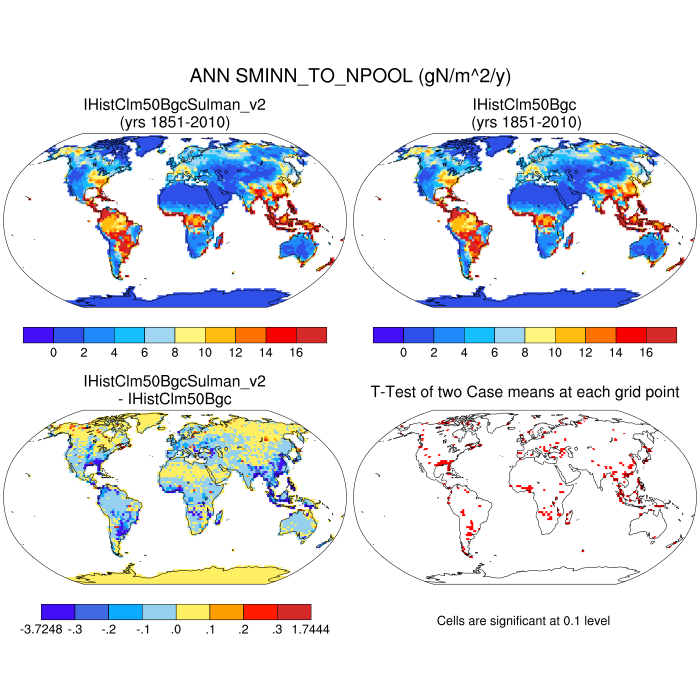 ANN SMINN_TO_NPOOL (gN/m^2/y)
IHistClm50BgcSulman_v2
(yrs 1851-2010)
IHistClm50Bgc
(yrs 1851-2010)
0 2 4 6 8 10 12 14 16
0 2 4 6 8 10 12 14 16
IHistClm50BgcSulman_v2
- IHistClm50Bgc
T-Test of two Case means at each grid point
-3.7248 -.3 -.2 -.1 .0 .1 .2 .3 1.7444
Cells are significant at 0.1 level